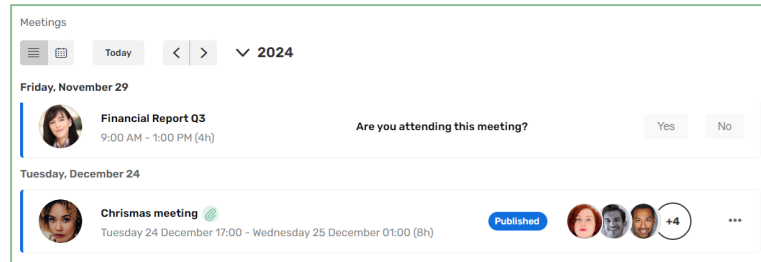 Meetings
Today
2024
Friday, November 29
Financial Report Q3
9:00 AM - 1:00 PM (4h)
Are you attending this meeting?
Yes
No
Tuesday, December 24
Chrismas meeting
Tuesday 24 December 17:00 - Wednesday 25 December 01:00 (8h)
Published
+4